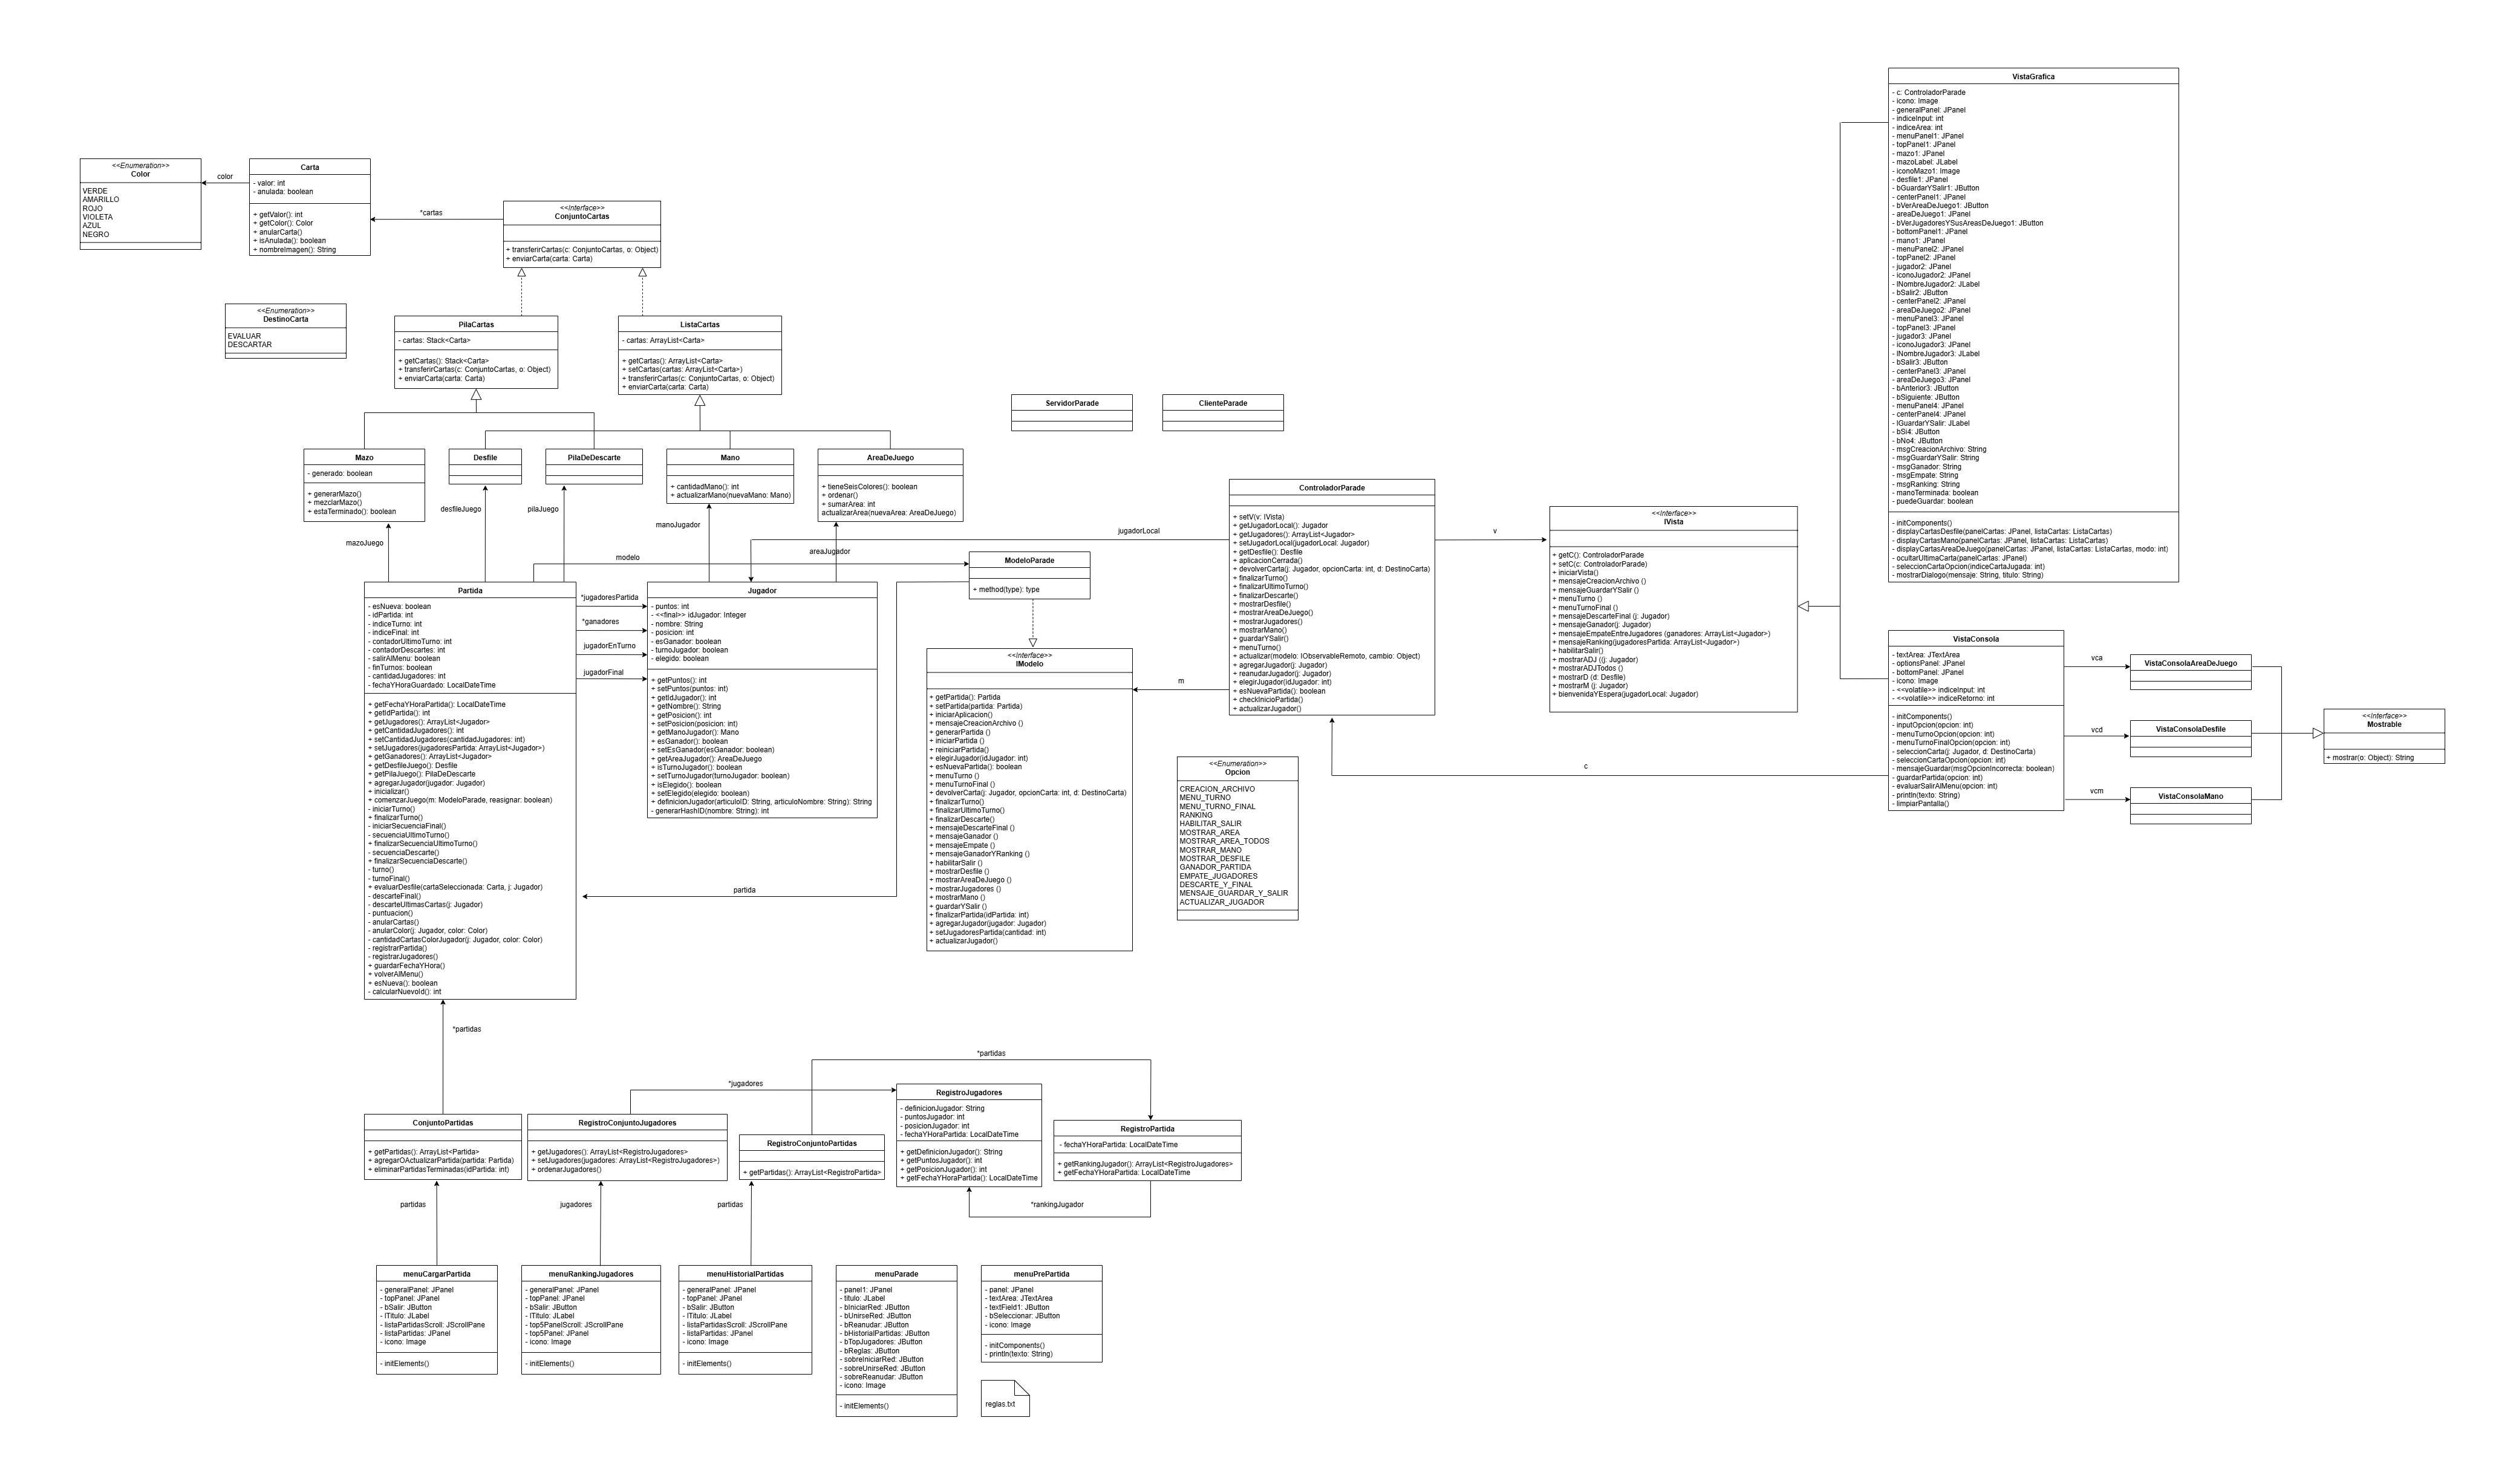 <<Enumeration>>
Color
VERDE
AMARILLO
ROJO
VIOLETA
AZUL
NEGRO
color
Carta
- valor: int
- anulada: boolean
+ getValor(): int
+ getColor(): Color
+ anularCarta()
+ isAnulada(): boolean
+ nombreImagen(): String
*cartas
<<Interface>>
ConjuntoCartas
+ transferirCartas(c: ConjuntoCartas, o: Object)
+ enviarCarta(carta: Carta)
<<Enumeration>>
DestinoCarta
EVALUAR
DESCARTAR
PilaCartas
- cartas: Stack<Carta>
+ getCartas(): Stack<Carta>
+ transferirCartas(c: ConjuntoCartas, o: Object)
+ enviarCarta(carta: Carta)
ListaCartas
- cartas: ArrayList<Carta>
+ getCartas(): ArrayList<Carta>
+ setCartas(cartas: ArrayList<Carta>)
+ transferirCartas(c: ConjuntoCartas, o: Object)
+ enviarCarta(carta: Carta)
ServidorParade
ClienteParade
Mazo
- generado: boolean
+ generarMazo()
+ mezclarMazo()
+ estaTerminado(): boolean
Desfile
PilaDeDescarte
Mano
+ cantidadMano(): int
+ actualizarMano(nuevaMano: Mano)
AreaDeJuego
+ tieneSeisColores(): boolean
+ ordenar()
+ sumarArea: int
actualizarArea(nuevaArea: AreaDeJuego)
mazoJuego
desfileJuego
pilaJuego
manoJugador
areaJugador
modelo
jugadorLocal
ModeloParade
+ method(type): type
Partida
- esNueva: boolean
- idPartida: int
- indiceTurno: int
- indiceFinal: int
- contadorUltimoTurno: int
- contadorDescartes: int
- salirAlMenu: boolean
- finTurnos: boolean
- cantidadJugadores: int
- fechaYHoraGuardado: LocalDateTime
+ getFechaYHoraPartida(): LocalDateTime
+ getIdPartida(): int
+ getJugadores(): ArrayList<Jugador>
+ getCantidadJugadores(): int
+ setCantidadJugadores(cantidadJugadores: int)
+ setJugadores(jugadoresPartida: ArrayList<Jugador>)
+ getGanadores(): ArrayList<Jugador>
+ getDesfileJuego(): Desfile
+ getPilaJuego(): PilaDeDescarte
+ agregarJugador(jugador: Jugador)
+ inicializar()
+ comenzarJuego(m: ModeloParade, reasignar: boolean)
- iniciarTurno()
+ finalizarTurno()
- iniciarSecuenciaFinal()
- secuenciaUltimoTurno()
+ finalizarSecuenciaUltimoTurno()
- secuenciaDescarte()
+ finalizarSecuenciaDescarte()
- turno()
- turnoFinal()
+ evaluarDesfile(cartaSeleccionada: Carta, j: Jugador)
- descarteFinal()
- descarteUltimasCartas(j: Jugador)
- puntuacion()
- anularCartas()
- anularColor(j: Jugador, color: Color)
- cantidadCartasColorJugador(j: Jugador, color: Color)
- registrarPartida()
- registrarJugadores()
+ guardarFechaYHora()
+ volverAlMenu()
+ esNueva(): boolean
- calcularNuevoId(): int
*jugadoresPartida
*ganadores
jugadorEnTurno
jugadorFinal
Jugador
- puntos: int
- <<final>> idJugador: Integer
- nombre: String
- posicion: int
- esGanador: boolean
- turnoJugador: boolean
- elegido: boolean
+ getPuntos(): int
+ setPuntos(puntos: int)
+ getIdJugador(): int
+ getNombre(): String
+ getPosicion(): int
+ setPosicion(posicion: int)
+ getManoJugador(): Mano
+ esGanador(): boolean
+ setEsGanador(esGanador: boolean)
+ getAreaJugador(): AreaDeJuego
+ isTurnoJugador(): boolean
+ setTurnoJugador(turnoJugador: boolean)
+ isElegido(): boolean
+ setElegido(elegido: boolean)
+ definicionJugador(articuloID: String, articuloNombre: String): String
- generarHashID(nombre: String): int
partida
<<Interface>>
IModelo
+ getPartida(): Partida
+ setPartida(partida: Partida)
+ iniciarAplicacion()
+ mensajeCreacionArchivo ()
+ generarPartida ()
+ iniciarPartida ()
+ reiniciarPartida()
+ elegirJugador(idJugador: int)
+ esNuevaPartida(): boolean
+ menuTurno ()
+ menuTurnoFinal ()
+ devolverCarta(j: Jugador, opcionCarta: int, d: DestinoCarta)
+ finalizarTurno()
+ finalizarUltimoTurno()
+ finalizarDescarte()
+ mensajeDescarteFinal ()
+ mensajeGanador ()
+ mensajeEmpate ()
+ mensajeGanadorYRanking ()
+ habilitarSalir ()
+ mostrarDesfile ()
+ mostrarAreaDeJuego ()
+ mostrarJugadores ()
+ mostrarMano ()
+ guardarYSalir ()
+ finalizarPartida(idPartida: int)
+ agregarJugador(jugador: Jugador)
+ setJugadoresPartida(cantidad: int)
+ actualizarJugador()
m
ControladorParade
+ setV(v: IVista)
+ getJugadorLocal(): Jugador
+ getJugadores(): ArrayList<Jugador>
+ setJugadorLocal(jugadorLocal: Jugador)
+ getDesfile(): Desfile
+ aplicacionCerrada()
+ devolverCarta(j: Jugador, opcionCarta: int, d: DestinoCarta)
+ finalizarTurno()
+ finalizarUltimoTurno()
+ finalizarDescarte()
+ mostrarDesfile()
+ mostrarAreaDeJuego()
+ mostrarJugadores()
+ mostrarMano()
+ guardarYSalir()
+ menuTurno()
+ actualizar(modelo: IObservableRemoto, cambio: Object)
+ agregarJugador(j: Jugador)
+ reanudarJugador(j: Jugador)
+ elegirJugador(idJugador: int)
+ esNuevaPartida(): boolean
+ checkInicioPartida()
+ actualizarJugador()
v
<<Interface>>
IVista
+ getC(): ControladorParade
+ setC(c: ControladorParade)
+ iniciarVista()
+ mensajeCreacionArchivo ()
+ mensajeGuardarYSalir ()
+ menuTurno ()
+ menuTurnoFinal ()
+ mensajeDescarteFinal (j: Jugador)
+ mensajeGanador(j: Jugador)
+ mensajeEmpateEntreJugadores (ganadores: ArrayList<Jugador>)
+ mensajeRanking(jugadoresPartida: ArrayList<Jugador>)
+ habilitarSalir()
+ mostrarADJ ((j: Jugador)
+ mostrarADJTodos ()
+ mostrarD (d: Desfile)
+ mostrarM (j: Jugador)
+ bienvenidaYEspera(jugadorLocal: Jugador)
c
<<Enumeration>>
Opcion
CREACION_ARCHIVO
MENU_TURNO
MENU_TURNO_FINAL
RANKING
HABILITAR_SALIR
MOSTRAR_AREA
MOSTRAR_AREA_TODOS
MOSTRAR_MANO
MOSTRAR_DESFILE
GANADOR_PARTIDA
EMPATE_JUGADORES
DESCARTE_Y_FINAL
MENSAJE_GUARDAR_Y_SALIR
ACTUALIZAR_JUGADOR
VistaGrafica
- c: ControladorParade
- icono: Image
- generalPanel: JPanel
- indiceInput: int
- indiceArea: int
- menuPanel1: JPanel
- topPanel1: JPanel
- mazo1: JPanel
- mazoLabel: JLabel
- iconoMazo1: Image
- desfile1: JPanel
- bGuardarYSalir1: JButton
- centerPanel1: JPanel
- bVerAreaDeJuego1: JButton
- areaDeJuego1: JPanel
- bVerJugadoresYSusAreasDeJuego1: JButton
- bottomPanel1: JPanel
- mano1: JPanel
- menuPanel2: JPanel
- topPanel2: JPanel
- jugador2: JPanel
- iconoJugador2: JPanel
- lNombreJugador2: JLabel
- bSalir2: JButton
- centerPanel2: JPanel
- areaDeJuego2: JPanel
- menuPanel3: JPanel
- topPanel3: JPanel
- jugador3: JPanel
- iconoJugador3: JPanel
- lNombreJugador3: JLabel
- bSalir3: JButton
- centerPanel3: JPanel
- areaDeJuego3: JPanel
- bAnterior3: JButton
- bSiguiente: JButton
- menuPanel4: JPanel
- centerPanel4: JPanel
- lGuardarYSalir: JLabel
- bSi4: JButton
- bNo4: JButton
- msgCreacionArchivo: String
- msgGuardarYSalir: String
- msgGanador: String
- msgEmpate: String
- msgRanking: String
- manoTerminada: boolean
- puedeGuardar: boolean
- initComponents()
- displayCartasDesfile(panelCartas: JPanel, listaCartas: ListaCartas)
- displayCartasMano(panelCartas: JPanel, listaCartas: ListaCartas)
- displayCartasAreaDeJuego(panelCartas: JPanel, listaCartas: ListaCartas, modo: int)
- ocultarUltimaCarta(panelCartas: JPanel)
- seleccionCartaOpcion(indiceCartaJugada: int)
- mostrarDialogo(mensaje: String, titulo: String)
VistaConsola
- textArea: JTextArea
- optionsPanel: JPanel
- bottomPanel: JPanel
- icono: Image
- <<volatile>> indiceInput: int
- <<volatile>> indiceRetorno: int
- initComponents()
- inputOpcion(opcion: int)
- menuTurnoOpcion(opcion: int)
- menuTurnoFinalOpcion(opcion: int)
- seleccionCarta(j: Jugador, d: DestinoCarta)
- seleccionCartaOpcion(opcion: int)
- mensajeGuardar(msgOpcionIncorrecta: boolean)
- guardarPartida(opcion: int)
- evaluarSalirAlMenu(opcion: int)
- println(texto: String)
- limpiarPantalla()
vca
vcd
vcm
VistaConsolaAreaDeJuego
VistaConsolaDesfile
VistaConsolaMano
<<Interface>>
Mostrable
+ mostrar(o: Object): String
*partidas
*partidas
*jugadores
ConjuntoPartidas
+ getPartidas(): ArrayList<Partida>
+ agregarOActualizarPartida(partida: Partida)
+ eliminarPartidasTerminadas(idPartida: int)
RegistroConjuntoJugadores
+ getJugadores(): ArrayList<RegistroJugadores>
+ setJugadores(jugadores: ArrayList<RegistroJugadores>)
+ ordenarJugadores()
RegistroConjuntoPartidas
+ getPartidas(): ArrayList<RegistroPartida>
RegistroJugadores
- definicionJugador: String
- puntosJugador: int
- posicionJugador: int
- fechaYHoraPartida: LocalDateTime
+ getDefinicionJugador(): String
+ getPuntosJugador(): int
+ getPosicionJugador(): int
+ getFechaYHoraPartida(): LocalDateTime
RegistroPartida
- fechaYHoraPartida: LocalDateTime
+ getRankingJugador(): ArrayList<RegistroJugadores>
+ getFechaYHoraPartida: LocalDateTime
partidas
jugadores
partidas
*rankingJugador
menuCargarPartida
- generalPanel: JPanel
- topPanel: JPanel
- bSalir: JButton
- lTitulo: JLabel
- listaPartidasScroll: JScrollPane
- listaPartidas: JPanel
- icono: Image
- initElements()
menuRankingJugadores
- generalPanel: JPanel
- topPanel: JPanel
- bSalir: JButton
- lTitulo: JLabel
- top5PanelScroll: JScrollPane
- top5Panel: JPanel
- icono: Image
- initElements()
menuHistorialPartidas
- generalPanel: JPanel
- topPanel: JPanel
- bSalir: JButton
- lTitulo: JLabel
- listaPartidasScroll: JScrollPane
- listaPartidas: JPanel
- icono: Image
- initElements()
menuParade
- panel1: JPanel
- titulo: JLabel
- bIniciarRed: JButton
- bUnirseRed: JButton
- bReanudar: JButton
- bHistorialPartidas: JButton
- bTopJugadores: JButton
- bReglas: JButton
- sobreIniciarRed: JButton
- sobreUnirseRed: JButton
- sobreReanudar: JButton
- icono: Image
- initElements()
menuPrePartida
- panel: JPanel
- textArea: JTextArea
- textField1: JButton
- bSeleccionar: JButton
- icono: Image
- initComponents()
- println(texto: String)
reglas.txt